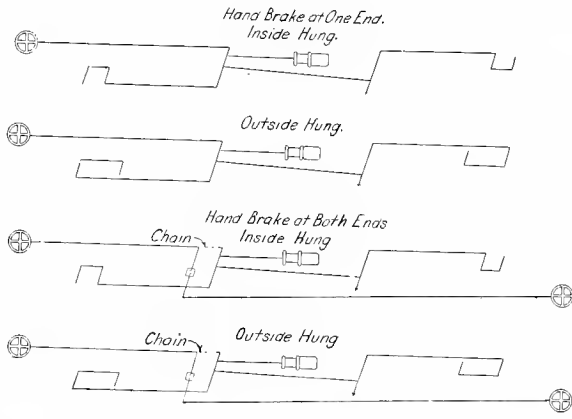 Hand Brake at One End.
Inside Hung.
Outside Hung.
Hand Brake at Both Ends
Chain
Inside Hung
Chain
Outside Hung